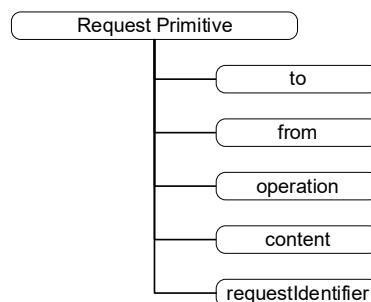 Request Primitive
to
from
operation
content
requestIdentifier